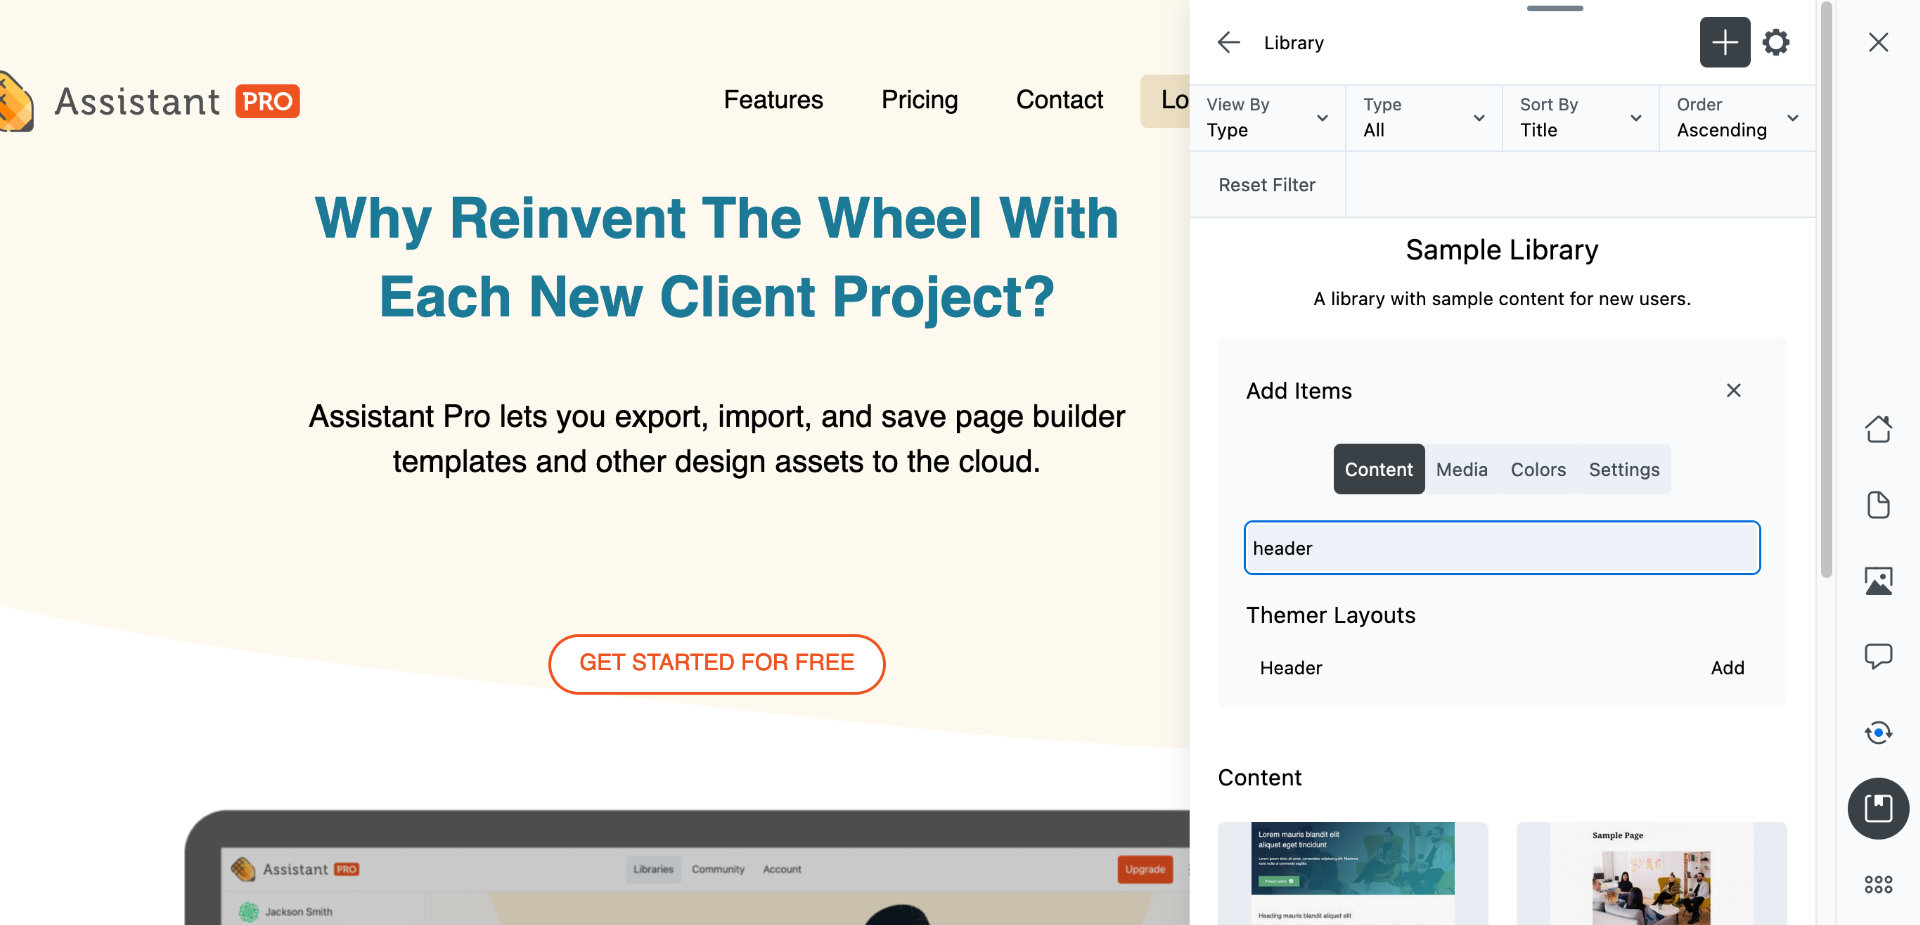 Assistant PRO
Features
Pricing
Contact
Lo
Why Reinvent The Wheel With
Each New Client Project?
Assistant Pro lets you export, import, and save page builder
templates and other design assets to the cloud.
GET STARTED FOR FREE
Assistant PRO
Libraries
Community
Account
Upgrade
Jackson Smith
Library
View By
Type
Type
All
Sort By
Title
Order
Ascending
Reset Filter
Sample Library
A library with sample content for new users.
Add Items
Content
Media
Colors
Settings
header
Themer Layouts
Header
Add
Content
Lorem mauris blandit elit
aliquet eget tincidunt
Heading mauris blandit aliquet elit
Sample Page